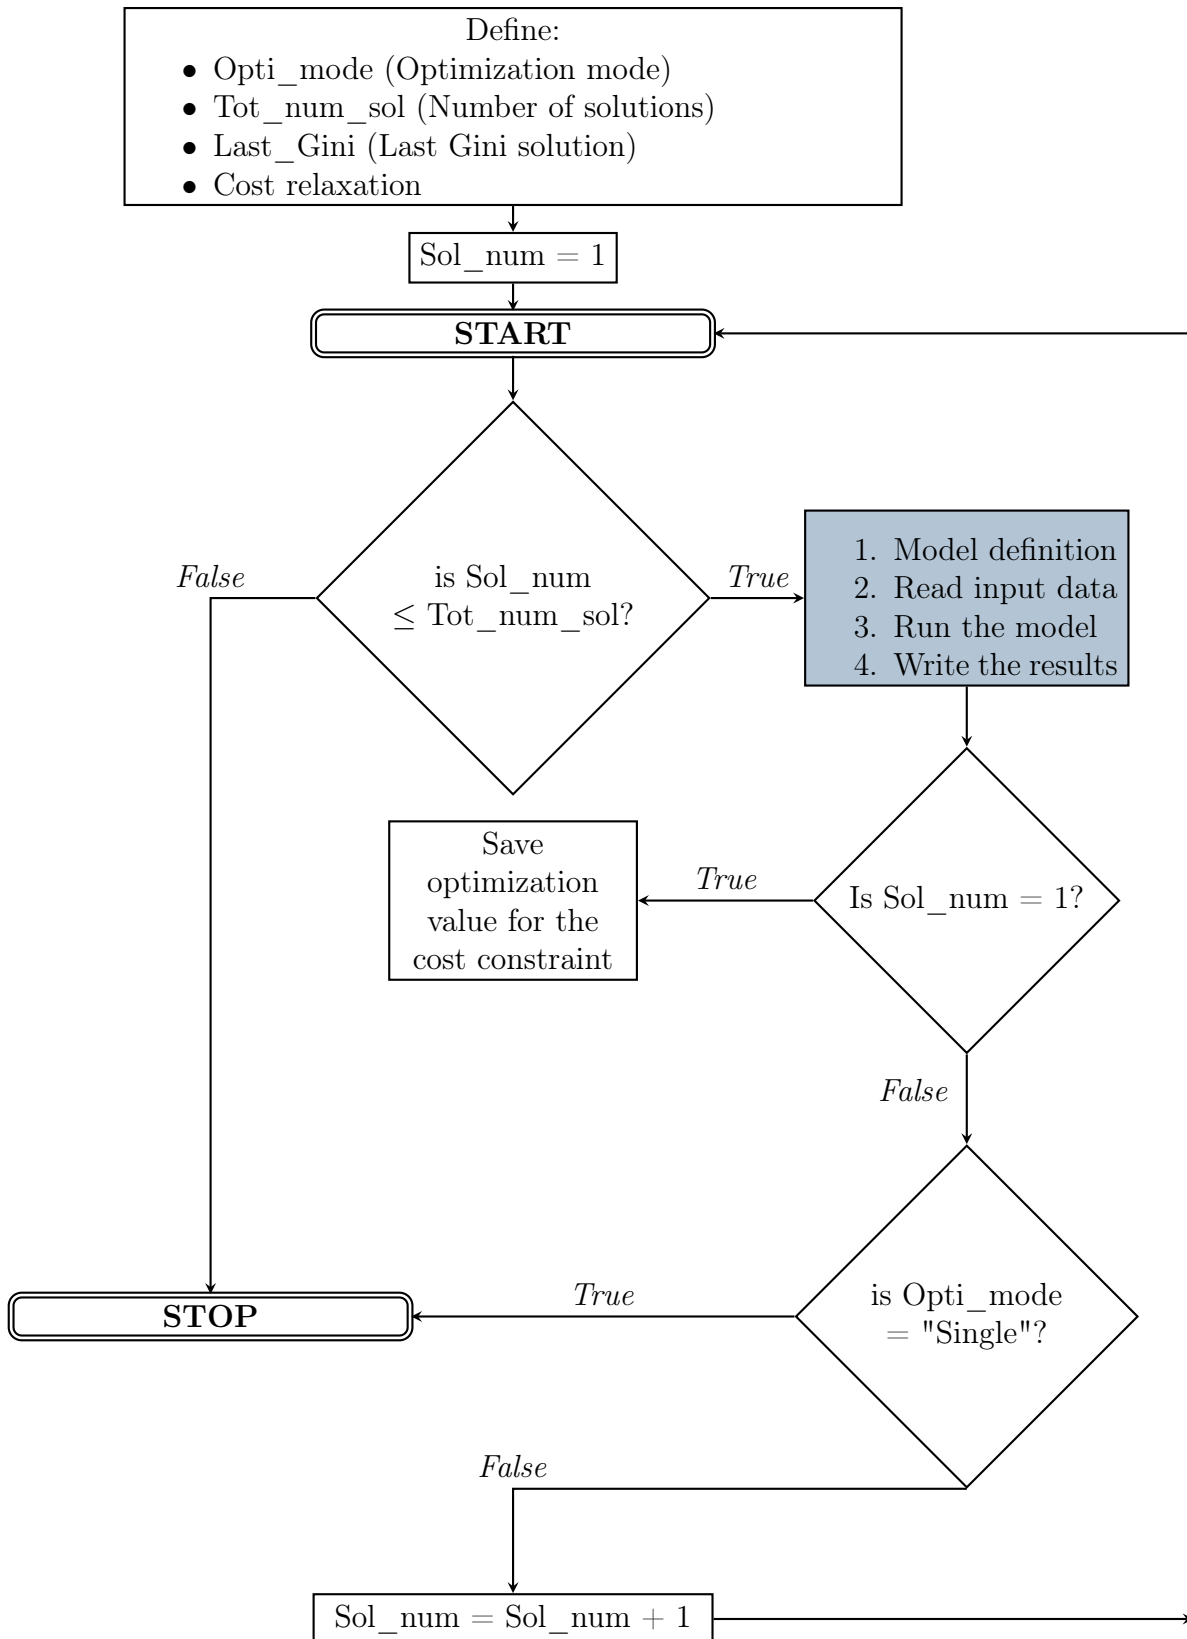 Define:
• Opti_mode (Optimization mode)
• Tot_num_sol (Number of solutions)
• Last_Gini (Last Gini solution)
• Cost relaxation
Sol_num = 1
START
is Sol_num
≤ Tot_num_sol?
False
True
1. Model definition
2. Read input data
3. Run the model
4. Write the results
Is Sol_num = 1?
True
Save
optimization
value for the
cost constraint
False
is Opti_mode
= "Single"?
True
STOP
False
Sol_num = Sol_num + 1